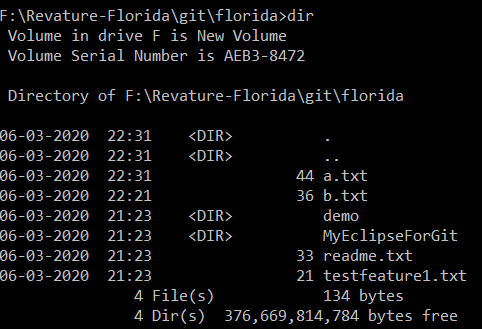 F:\Revature-Florida\git\florida>dir
 Volume in drive F is New Volume
 Volume Serial Number is AEB3-8472

 Directory of F:\Revature-Florida\git\florida

06-03-2020  22:31    <DIR>          .
06-03-2020  22:31    <DIR>          ..
06-03-2020  22:31                44 a.txt
06-03-2020  22:21                36 b.txt
06-03-2020  21:23    <DIR>          demo
06-03-2020  21:23    <DIR>          MyEclipseForGit
06-03-2020  21:23                33 readme.txt
06-03-2020  21:23                21 testfeature1.txt
               4 File(s)            134 bytes
               4 Dir(s)  376,669,814,784 bytes free